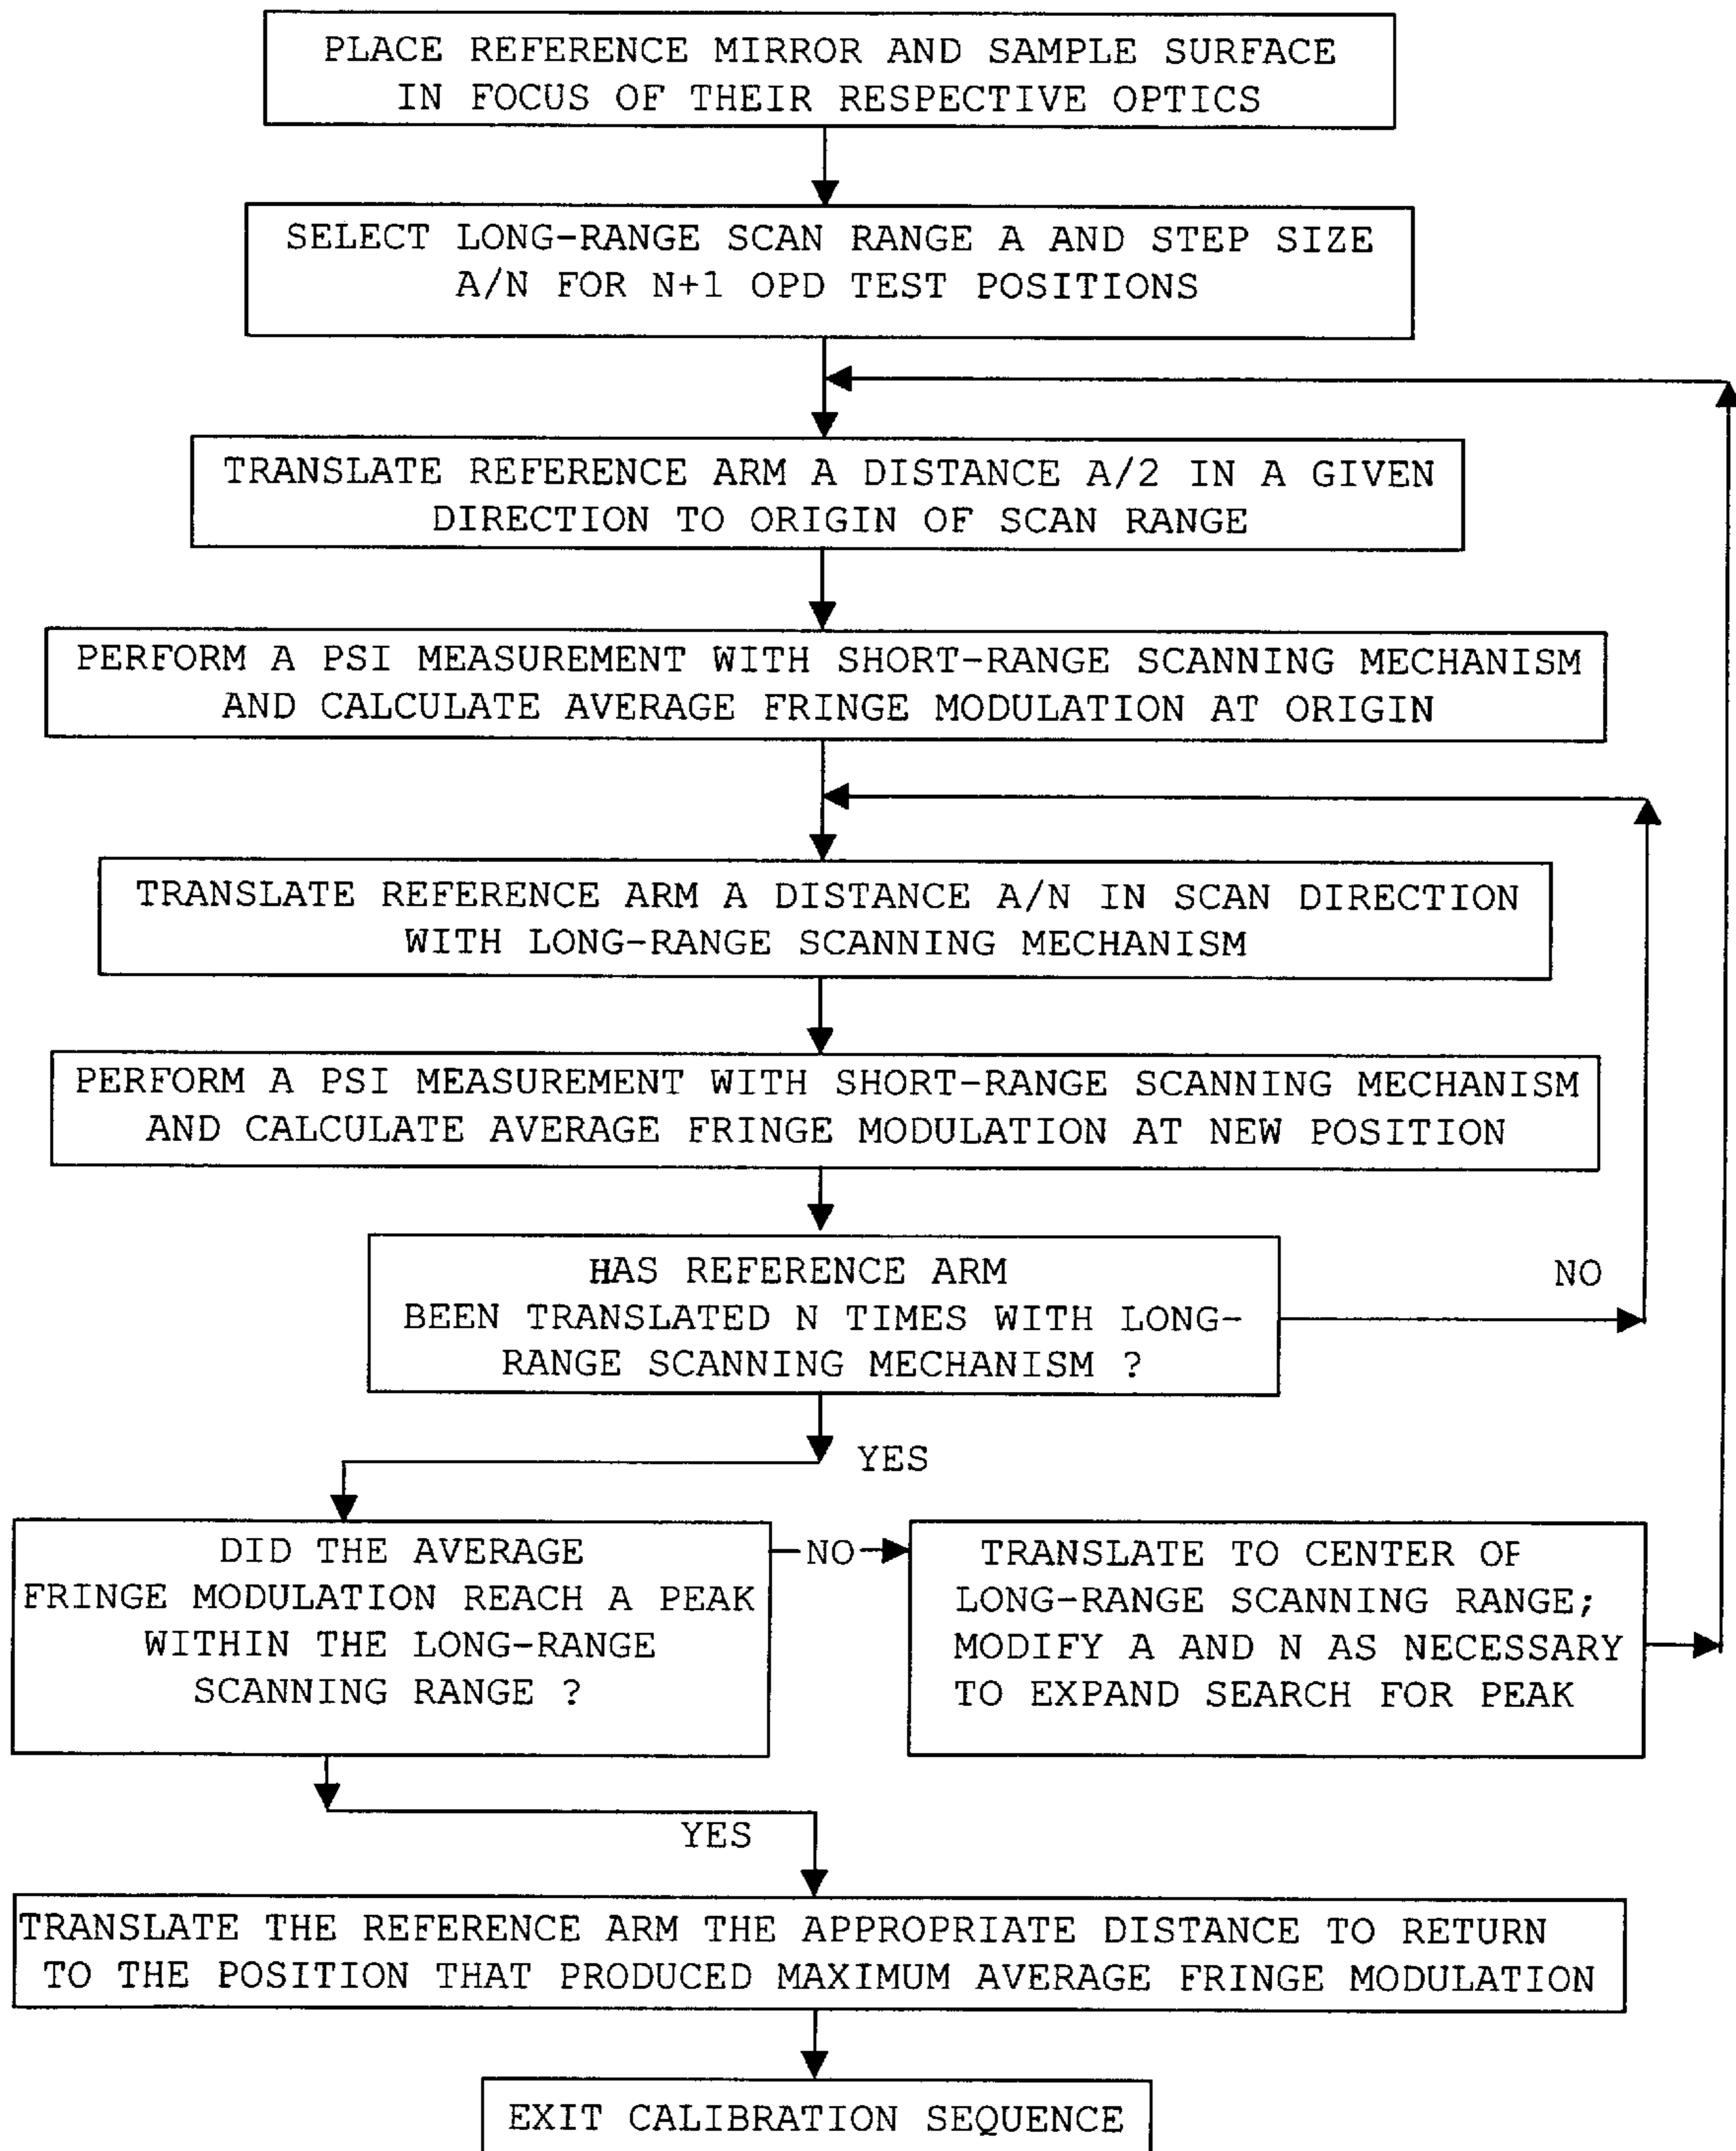 PLACE REFERENCE MIRROR AND SAMPLE SURFACE
IN FOCUS OF THEIR RESPECTIVE OPTICS
SELECT LONG-RANGE SCAN RANGE A AND STEP SIZE
A/N FOR N+1 OPD TEST POSITIONS
TRANSLATE REFERENCE ARM A DISTANCE A/2 IN A GIVEN
DIRECTION TO ORIGIN OF SCAN RANGE
PERFORM A PSI MEASUREMENT WITH SHORT-RANGE SCANNING MECHANISM
AND CALCULATE AVERAGE FRINGE MODULATION AT ORIGIN
TRANSLATE REFERENCE ARM A DISTANCE A/N IN SCAN DIRECTION
WITH LONG-RANGE SCANNING MECHANISM
PERFORM A PSI MEASUREMENT WITH SHORT-RANGE SCANNING MECHANISM
AND CALCULATE AVERAGE FRINGE MODULATION AT NEW POSITION
HAS REFERENCE ARM
BEEN TRANSLATED N TIMES WITH LONG-
RANGE SCANNING MECHANISM ?
NO
YES
DID THE AVERAGE
FRINGE MODULATION REACH A PEAK
WITHIN THE LONG-RANGE
SCANNING RANGE ?
NO
TRANSLATE TO CENTER OF
LONG-RANGE SCANNING RANGE;
MODIFY A AND N AS NECESSARY
TO EXPAND SEARCH FOR PEAK
YES
TRANSLATE THE REFERENCE ARM THE APPROPRIATE DISTANCE TO RETURN
TO THE POSITION THAT PRODUCED MAXIMUM AVERAGE FRINGE MODULATION
EXIT CALIBRATION SEQUENCE